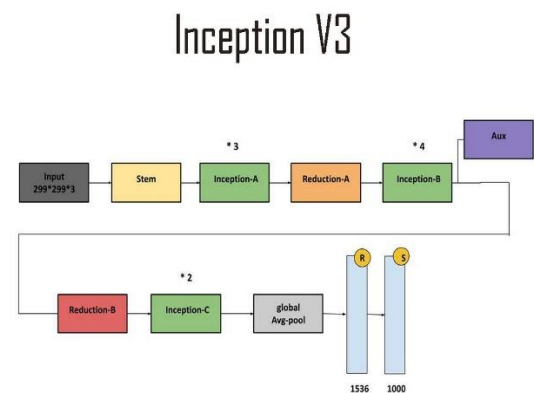 Inception V3
* 3
* 4
Aux
Input
299*299*3
Stem
Inception-A
Reduction-A
Inception-B
* 2
R
S
Reduction-B
Inception-C
global
Avg-pool
1536
1000